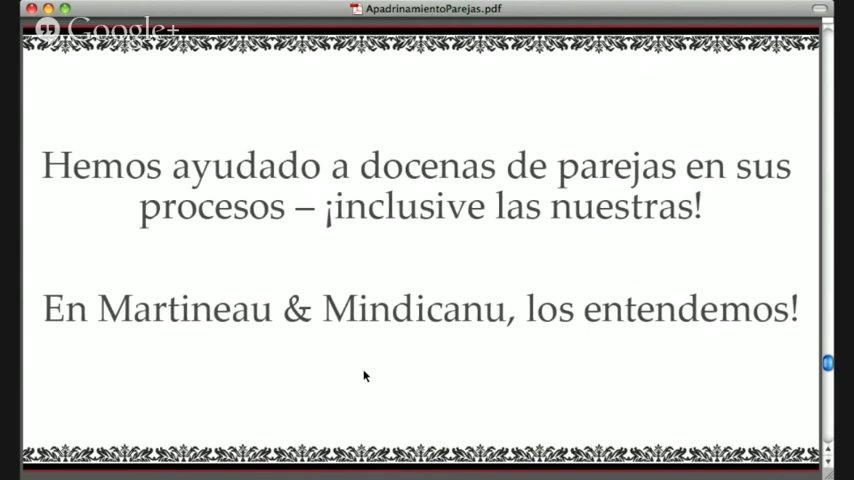 ApadrinamientoParejas.pdf
Google+
Hemos ayudado a docenas de parejas en sus
procesos – ¡inclusive las nuestras!
En Martineau & Mindicanu, los entendemos!